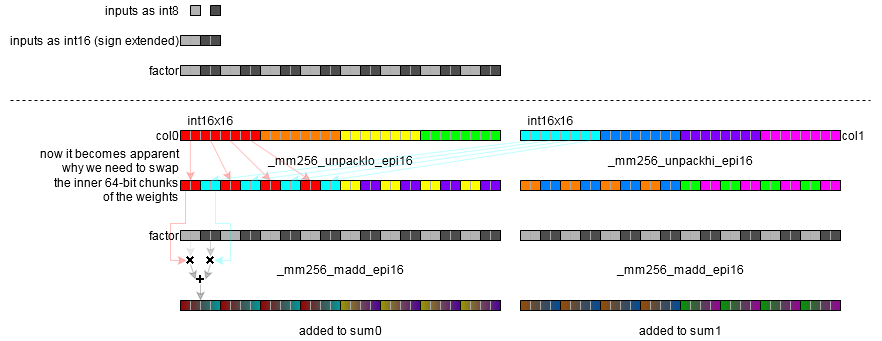 inputs as int8
inputs as int16 (sign extended)
factor
int16x16
int16x16
col0
col1
now it becomes apparent
why we need to swap
the inner 64-bit chunks
of the weights
_mm256_unpacklo_epi16
_mm256_unpackhi_epi16
factor
_mm256_madd_epi16
_mm256_madd_epi16
added to sum0
added to sum1